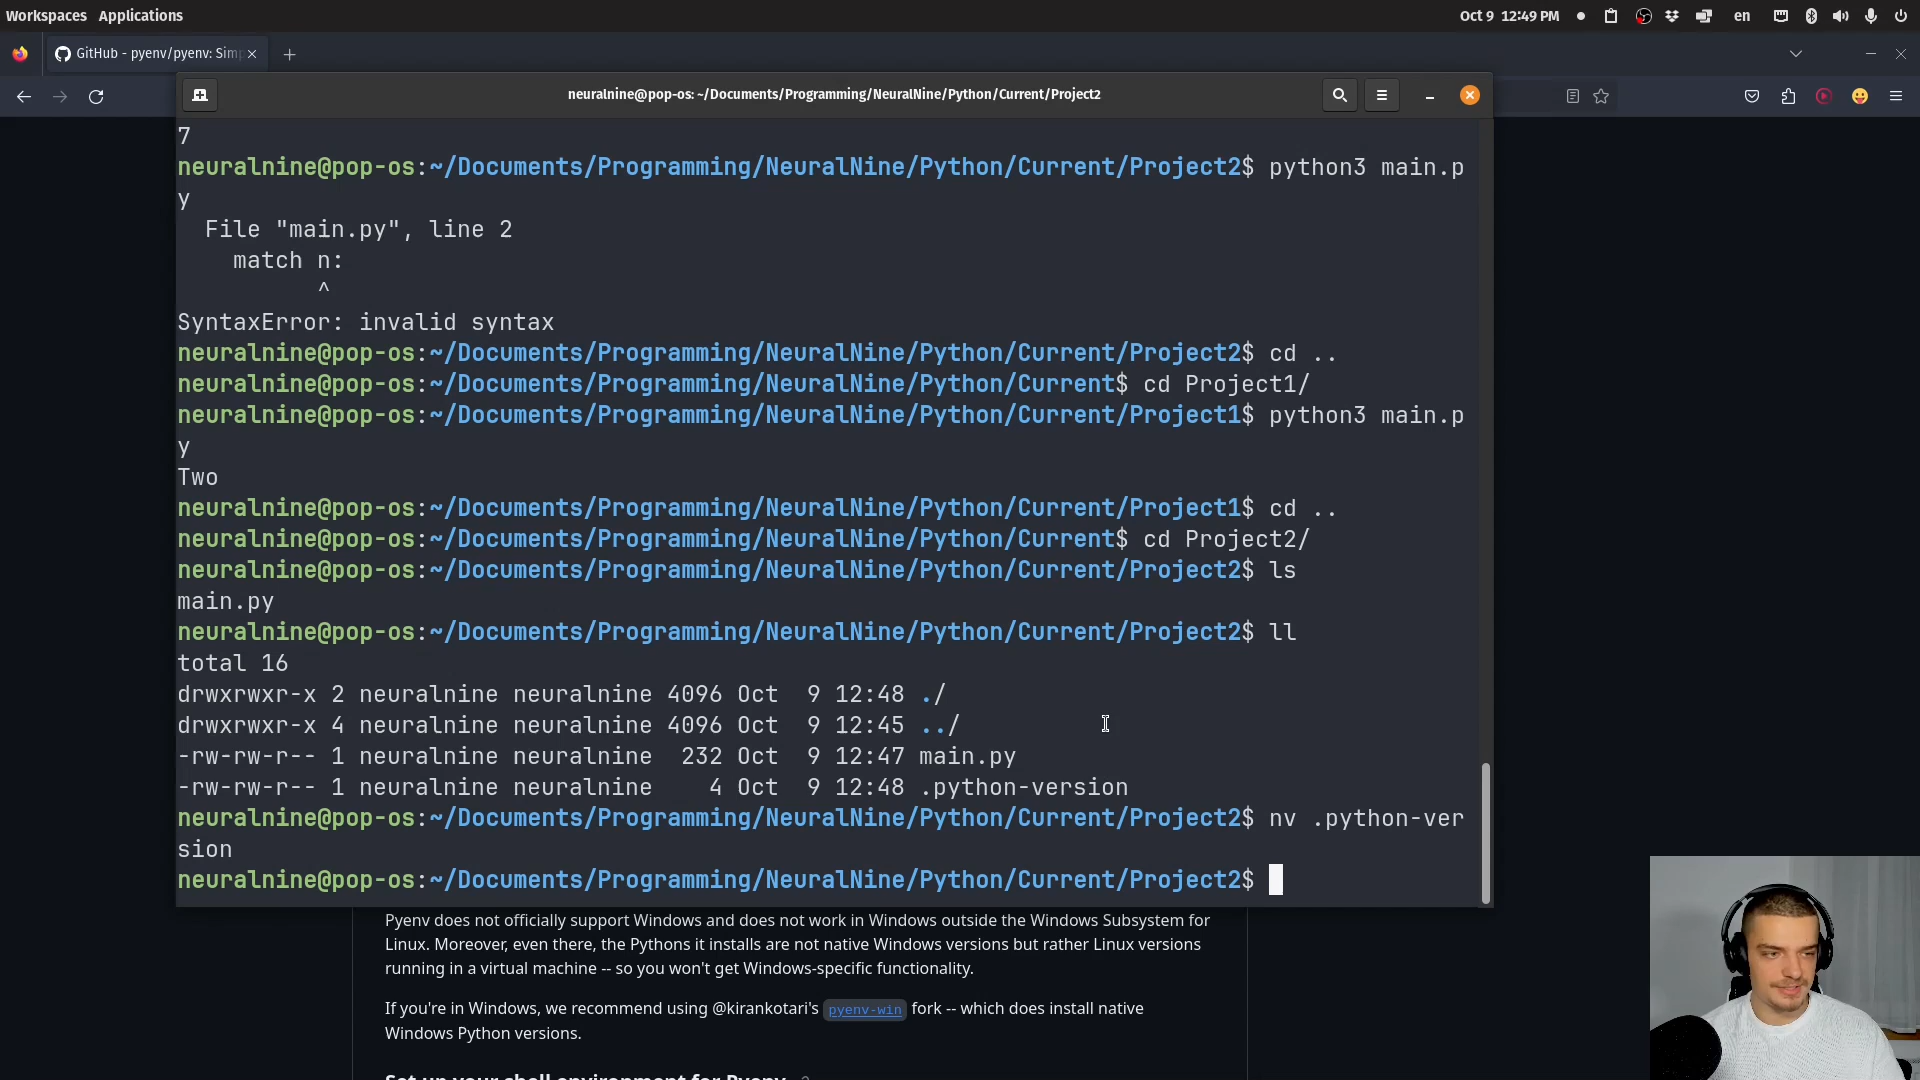 Workspaces Applications
Oct 9 12:49 PM
en
GitHub - pyenv/pyenv: Sim
neuralnine@pop-os: ~/Documents/Programming/NeuralNine/Python/Current/Project2
7
neuralnine@pop-os:~/Documents/Programming/NeuralNine/Python/Current/Project2$ python3 main.p
y
File "main.py", line 2
match n:
^
SyntaxError: invalid syntax
neuralnine@pop-os:~/Documents/Programming/NeuralNine/Python/Current/Project2$ cd ..
neuralnine@pop-os:~/Documents/Programming/NeuralNine/Python/Current$ cd Project1/
neuralnine@pop-os:~/Documents/Programming/NeuralNine/Python/Current/Project1$ python3 main.p
y
Two
neuralnine@pop-os:~/Documents/Programming/NeuralNine/Python/Current/Project1$ cd ..
neuralnine@pop-os:~/Documents/Programming/NeuralNine/Python/Current$ cd Project2/
neuralnine@pop-os:~/Documents/Programming/NeuralNine/Python/Current/Project2$ ls
main.py
neuralnine@pop-os:~/Documents/Programming/NeuralNine/Python/Current/Project2$ ll
total 16
drwxrwxr-x 2 neuralnine neuralnine 4096 Oct  9 12:48 ./
drwxrwxr-x 4 neuralnine neuralnine 4096 Oct  9 12:45 ../
-rw-rw-r-- 1 neuralnine neuralnine  232 Oct  9 12:47 main.py
-rw-rw-r-- 1 neuralnine neuralnine    4 Oct  9 12:48 .python-version
neuralnine@pop-os:~/Documents/Programming/NeuralNine/Python/Current/Project2$ nv .python-ver
sion
neuralnine@pop-os:~/Documents/Programming/NeuralNine/Python/Current/Project2$
Pyenv does not officially support Windows and does not work in Windows outside the Windows Subsystem for
Linux. Moreover, even there, the Pythons it installs are not native Windows versions but rather Linux versions
running in a virtual machine -- so you won't get Windows-specific functionality.
If you're in Windows, we recommend using @kirankotari's pyenv-win fork -- which does install native
Windows Python versions.
Set up your shell environment for Pyenv